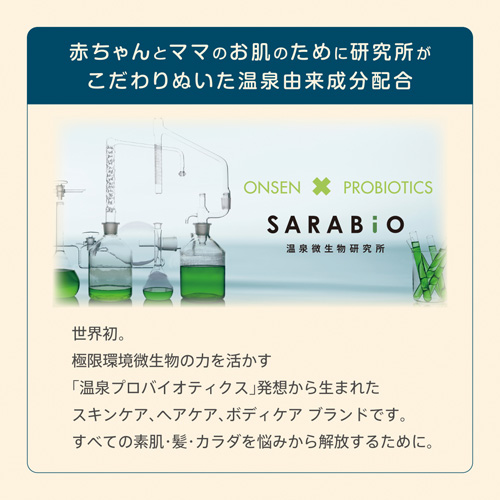 赤ちゃんとママのお肌のために研究所が
こだわりぬいた温泉由来成分配合
ONSEN ✖ PROBIOTICS
SARABiO
温泉微生物研究所
世界初。
極限環境微生物の力を活かす
「温泉プロバイオティクス」発想から生まれた
スキンケア､ヘアケア､ボディケア ブランドです。
すべての素肌･髪･カラダを悩みから解放するために。